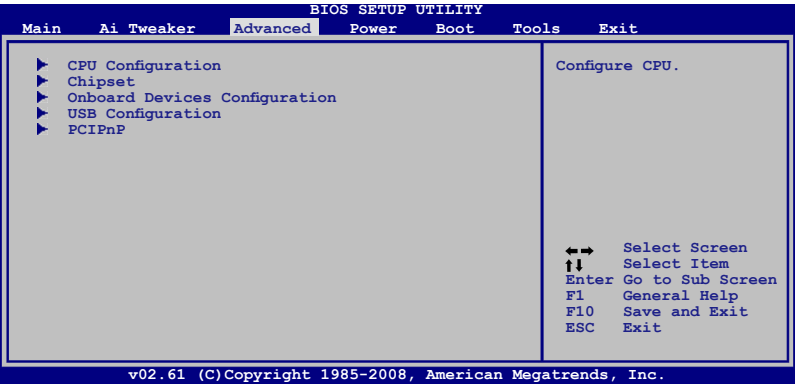 BIOS SETUP UTILITY
Main Ai Tweaker Advanced Power Boot Tools Exit
CPU Configuration
Chipset
Onboard Devices Configuration
USB Configuration
PCIPnP
Configure CPU.
Select Screen
Select Item
Enter Go to Sub Screen
F1 General Help
F10 Save and Exit
ESC Exit
v02.61 (C)Copyright 1985-2008, American Megatrends, Inc.